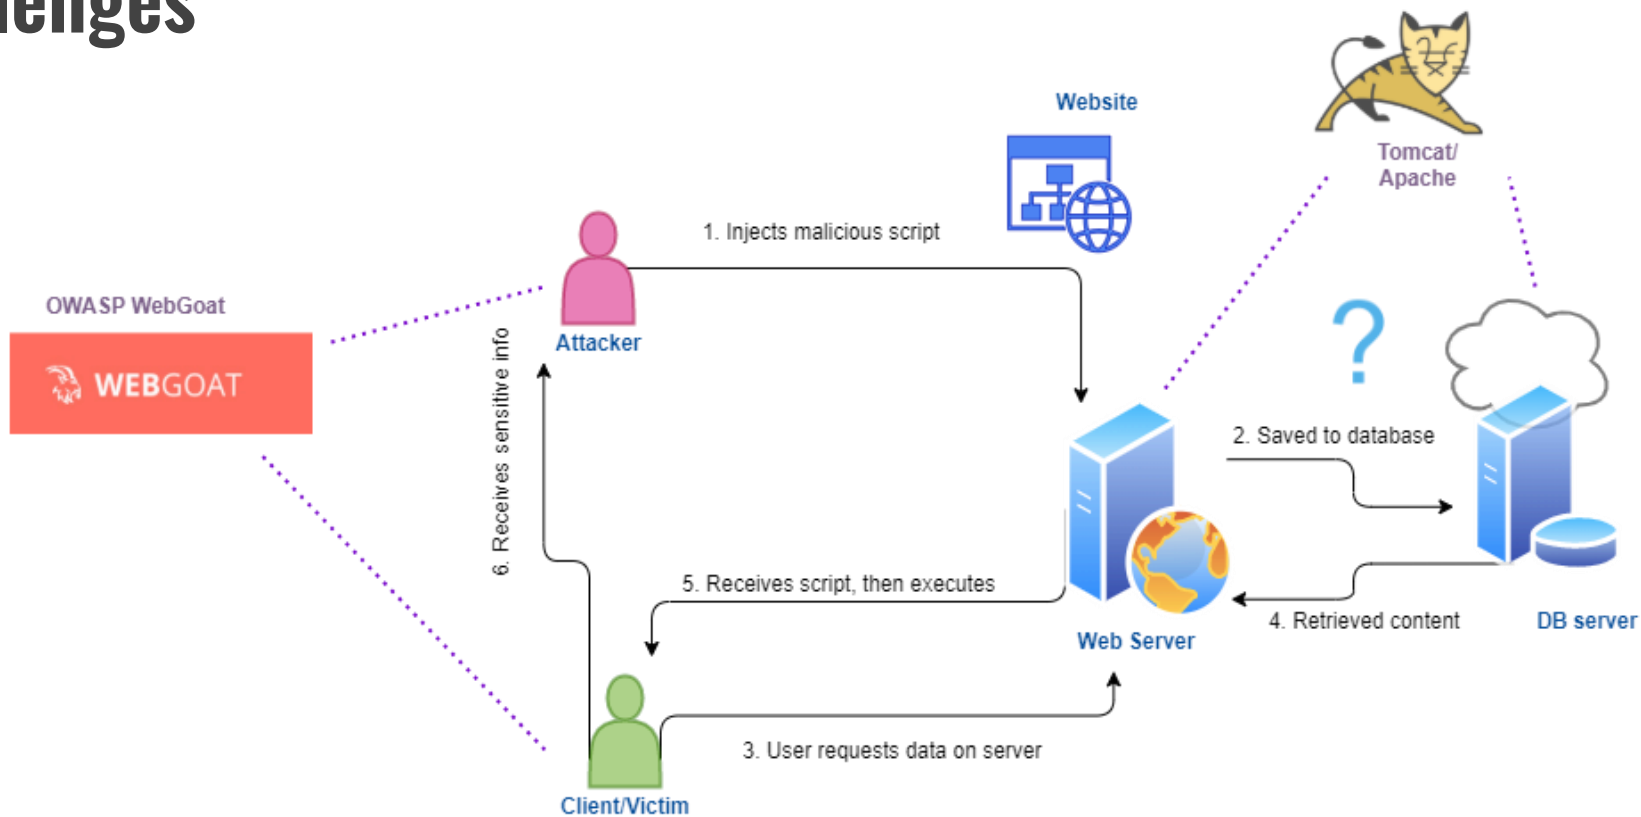 Website
Tomcat/
Apache
1. Injects malicious script
OWASP WebGoat
WEBGOAT
Attacker
6. Receives sensitive info
?
2. Saved to database
5. Receives script, then executes
4. Retrieved content
DB server
Web Server
3. User requests data on server
Client/Victim